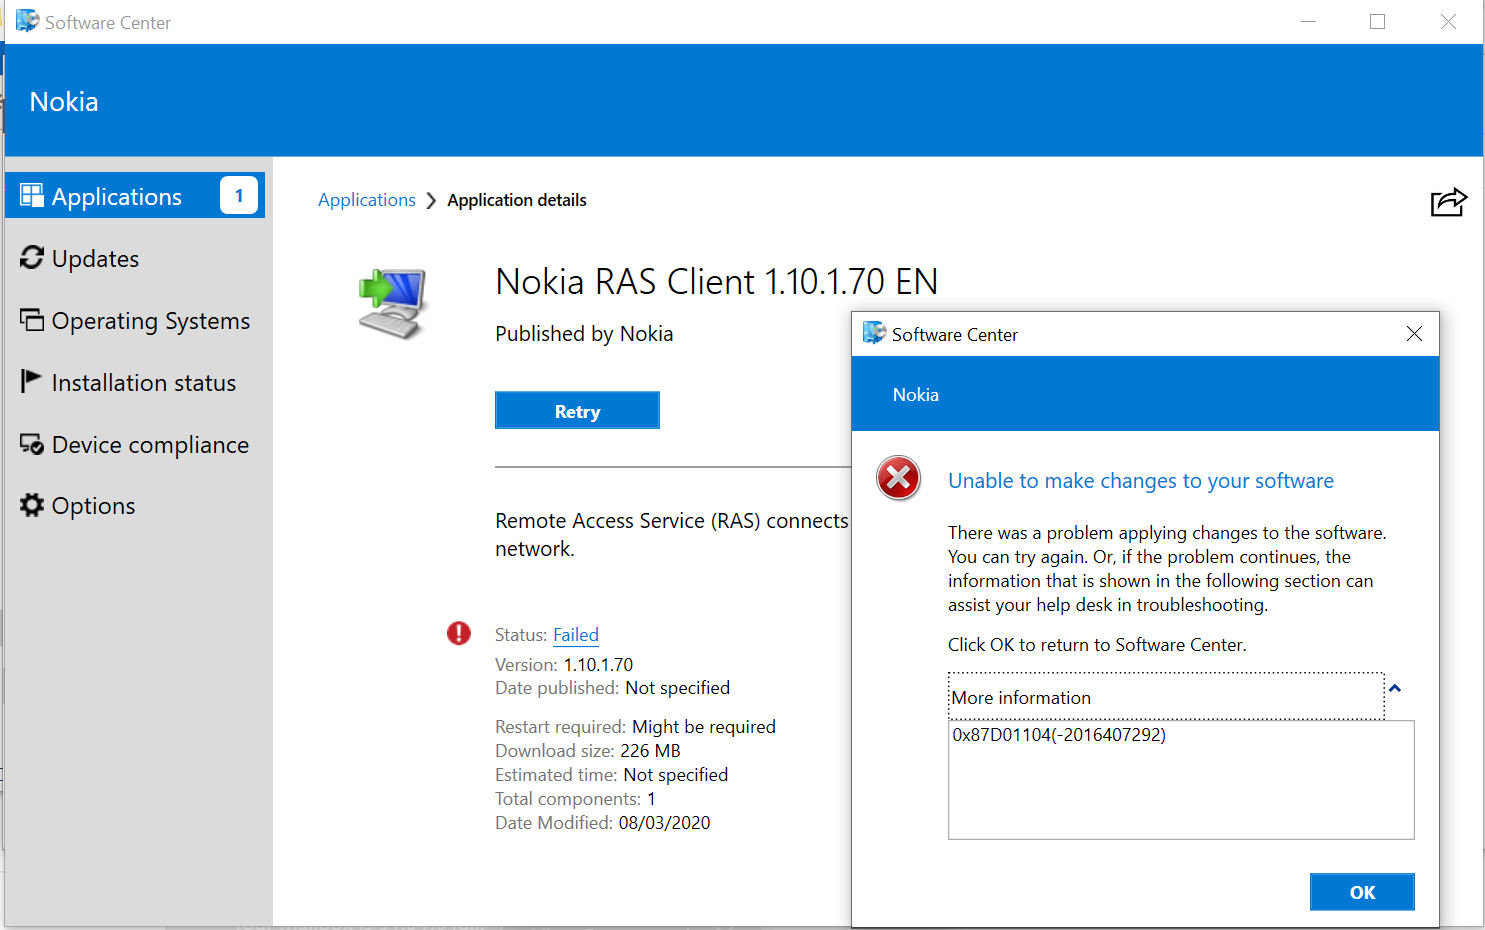 Software Center
Nokia
Applications 1
Updates
Operating Systems
Installation status
Device compliance
Options
Applications
Application details
Nokia RAS Client 1.10.1.70 EN
Published by Nokia
Retry
Remote Access Service (RAS) connects
network.
Status: Failed
Version: 1.10.1.70
Date published: Not specified
Restart required: Might be required
Download size: 226 MB
Estimated time: Not specified
Total components: 1
Date Modified: 08/03/2020
Software Center
Nokia
Unable to make changes to your software
There was a problem applying changes to the software.
You can try again. Or, if the problem continues, the
information that is shown in the following section can
assist your help desk in troubleshooting.
Click OK to return to Software Center.
More information
0x87D01104(-2016407292)
OK